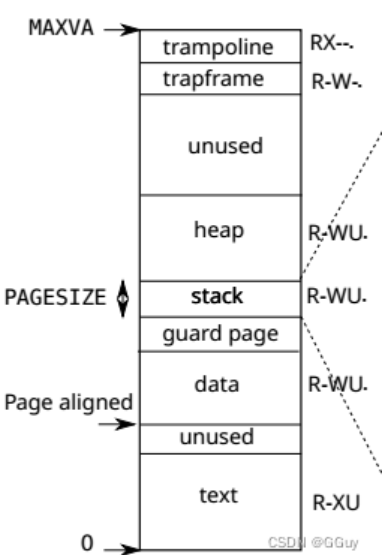 MAXVA
trampoline RX--.
trapframe R-W-.
unused
heap R-WU.
PAGESIZE stack R-WU.
guard page
data R-WU.
Page aligned
unused
text R-XU
0
CSDN @GGuy